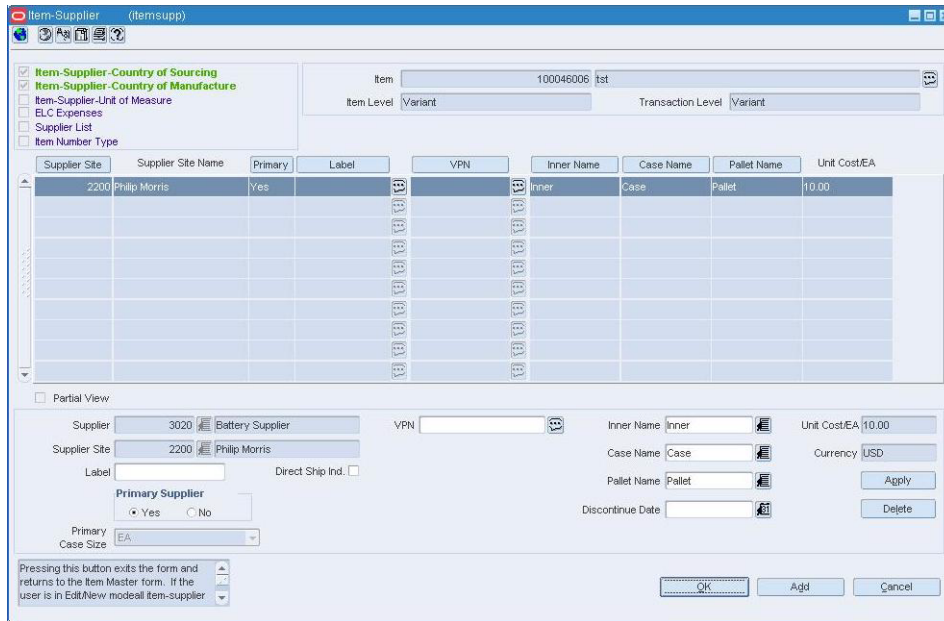 Item-Supplier (itemsupp)
Item-Supplier-Country of Sourcing
Item-Supplier-Country of Manufacture
Item-Supplier-Unit of Measure
ELC Expenses
Supplier List
Item Number Type
Item 100046006 tst
Item Level Variant Transaction Level Variant
Supplier Site Supplier Site Name Primary Label VPN Inner Name Case Name Pallet Name Unit Cost/EA
2200 Philip Morris Yes Inner Case Pallet 10.00
Partial View
Supplier 3020 Battery Supplier VPN Inner Name Inner Unit Cost/EA 10.00
Supplier Site 2200 Philip Morris Case Name Case Currency USD
Label Direct Ship Ind. Pallet Name Pallet Apply
Primary Supplier
Yes No Discontinue Date Delete
Primary
Case Size EA
Pressing this button exits the form and
returns to the Item Master form. If the
user is in Edit/New modeall item-supplier
OK Add Cancel